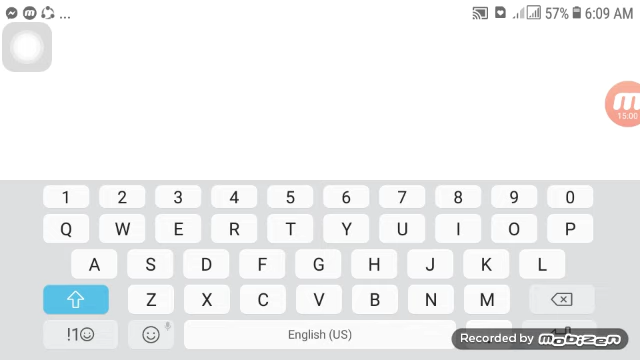 ... 57% 6:09 AM
15:00
1 2 3 4 5 6 7 8 9 0
Q W E R T Y U I O P
A S D F G H J K L
Z X C V B N M
!1☺ English (US)
Recorded by mobizen